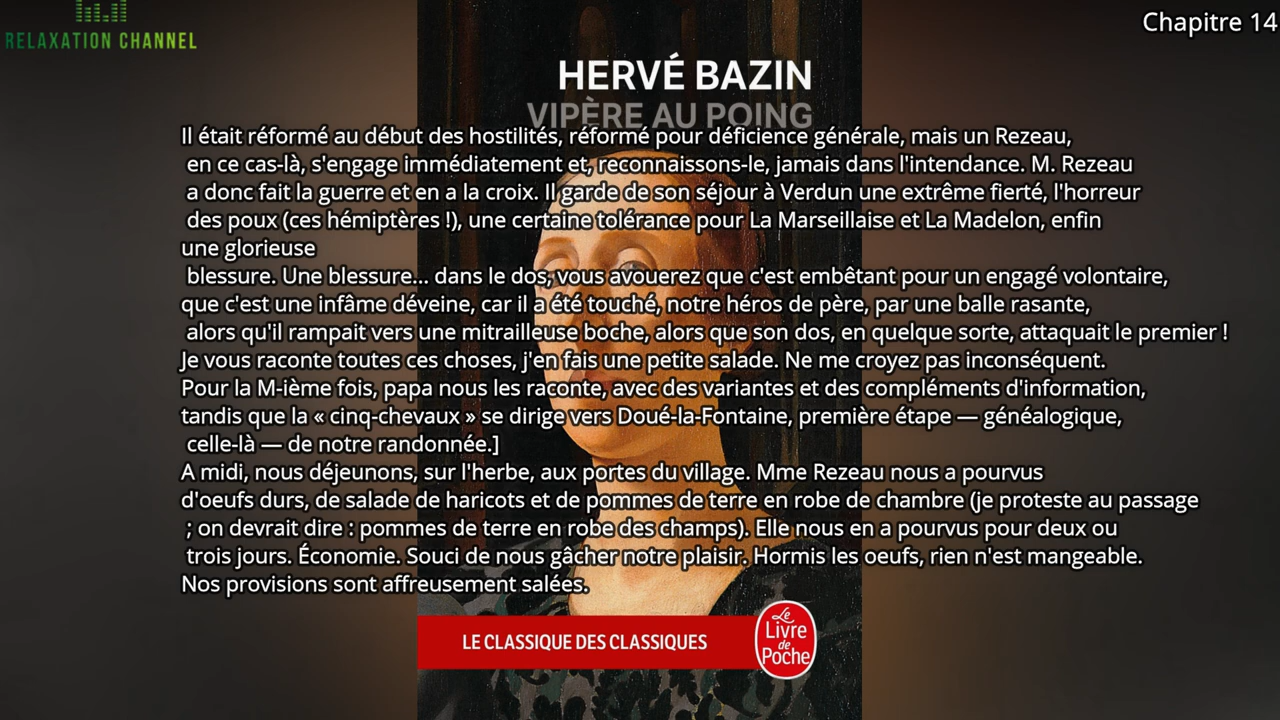 RELAXATION CHANNEL
Chapitre 14
HERVÉ BAZIN
VIPÈRE AU POING
Il était réformé au début des hostilités, réformé pour déficience générale, mais un Rezeau,
en ce cas-là, s'engage immédiatement et, reconnaissons-le, jamais dans l'intendance. M. Rezeau
a donc fait la guerre et en a la croix. Il garde de son séjour à Verdun une extrême fierté, l'horreur
des poux (ces hémiptères !), une certaine tolérance pour La Marseillaise et La Madelon, enfin
une glorieuse
blessure. Une blessure... dans le dos, vous avouerez que c'est embêtant pour un engagé volontaire,
que c'est une infâme déveine, car il a été touché, notre héros de père, par une balle rasante,
alors qu'il rampait vers une mitrailleuse boche, alors que son dos, en quelque sorte, attaquait le premier !
Je vous raconte toutes ces choses, j'en fais une petite salade. Ne me croyez pas inconséquent.
Pour la M-ième fois, papa nous les raconte, avec des variantes et des compléments d'information,
tandis que la « cinq-chevaux » se dirige vers Doué-la-Fontaine, première étape — généalogique,
celle-là — de notre randonnée.]
A midi, nous déjeunons, sur l'herbe, aux portes du village. Mme Rezeau nous a pourvus
d'oeufs durs, de salade de haricots et de pommes de terre en robe de chambre (je proteste au passage
; on devrait dire : pommes de terre en robe des champs). Elle nous en a pourvus pour deux ou
trois jours. Économie. Souci de nous gâcher notre plaisir. Hormis les oeufs, rien n'est mangeable.
Nos provisions sont affreusement salées.
LE CLASSIQUE DES CLASSIQUES
Le
Livre
de
Poche